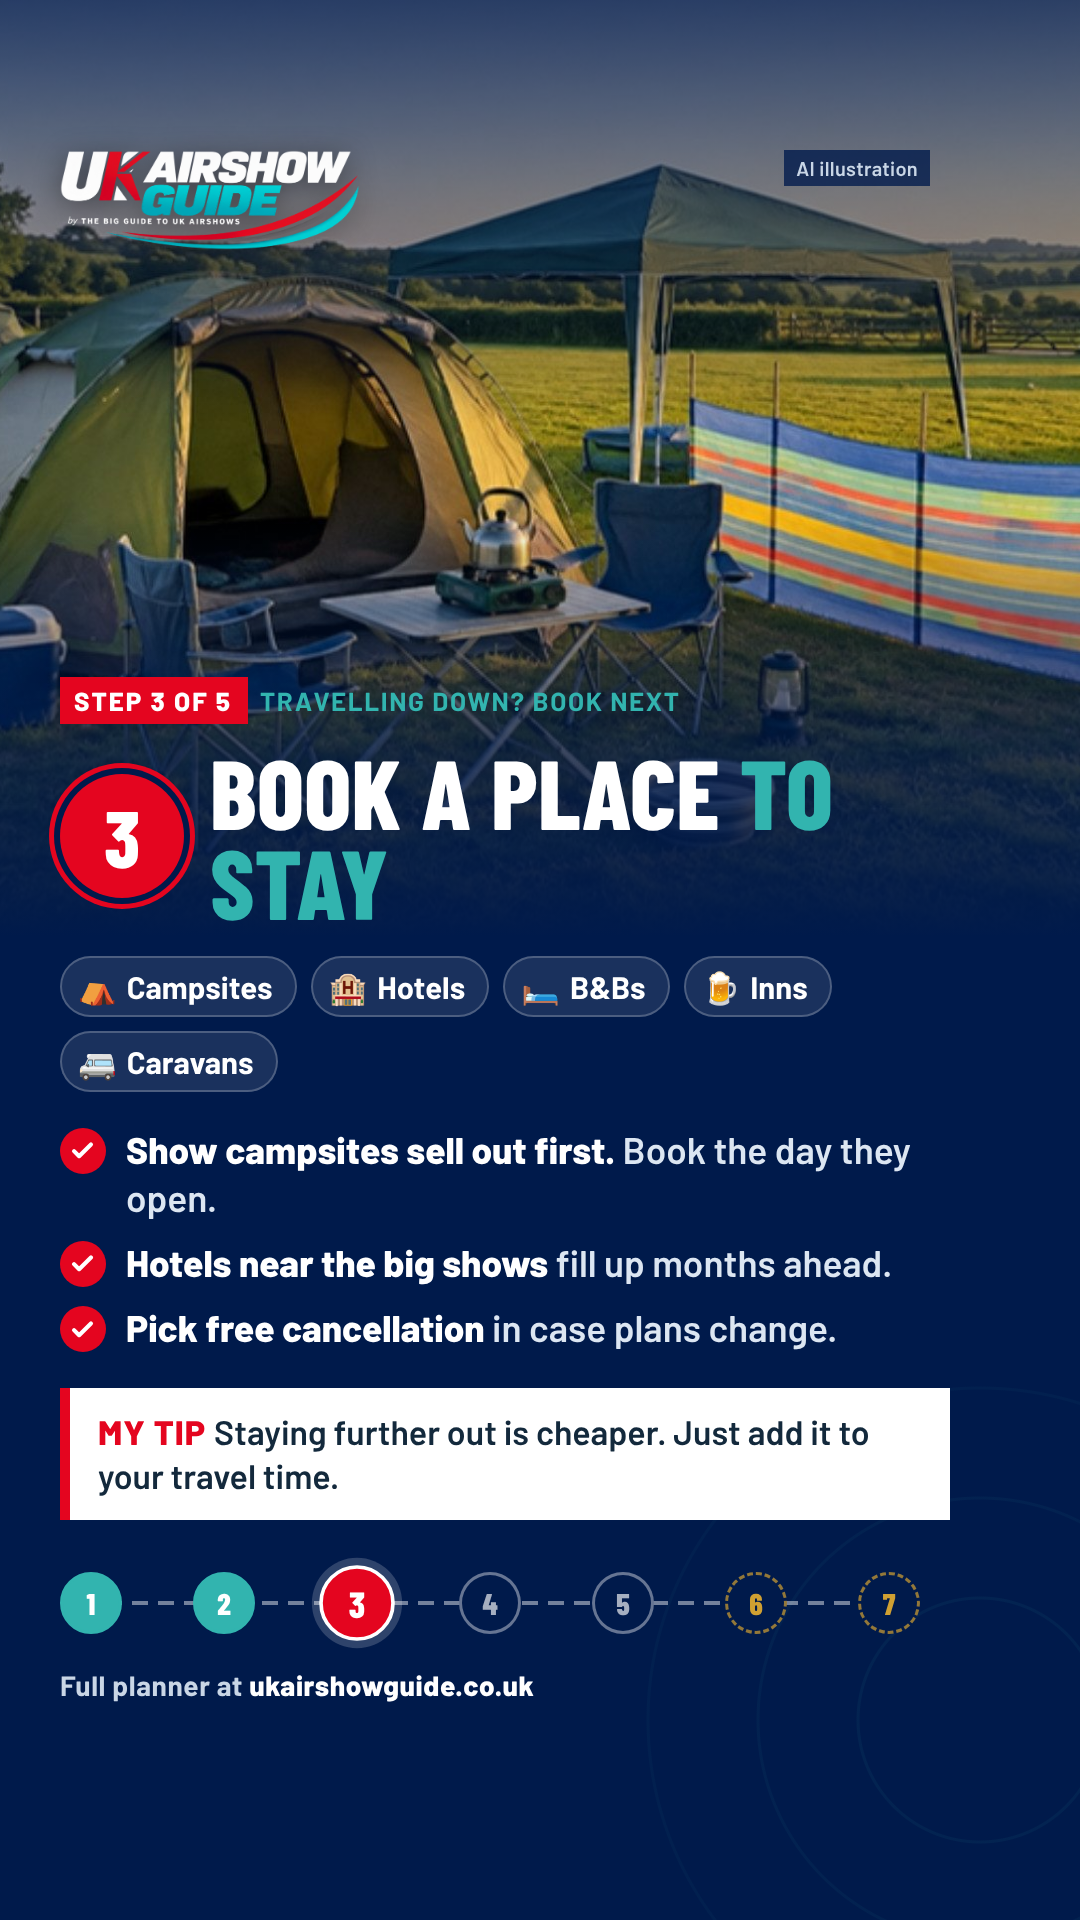 UK AIRSHOW
GUIDE
by THE BIG GUIDE TO UK AIRSHOWS
AI illustration
STEP 3 OF 5 TRAVELLING DOWN? BOOK NEXT
3
BOOK A PLACE TO
STAY
Campsites Hotels B&Bs Inns
Caravans
Show campsites sell out first. Book the day they
open.
Hotels near the big shows fill up months ahead.
Pick free cancellation in case plans change.
MY TIP Staying further out is cheaper. Just add it to
your travel time.
1 2 3 4 5 6 7
Full planner at ukairshowguide.co.uk